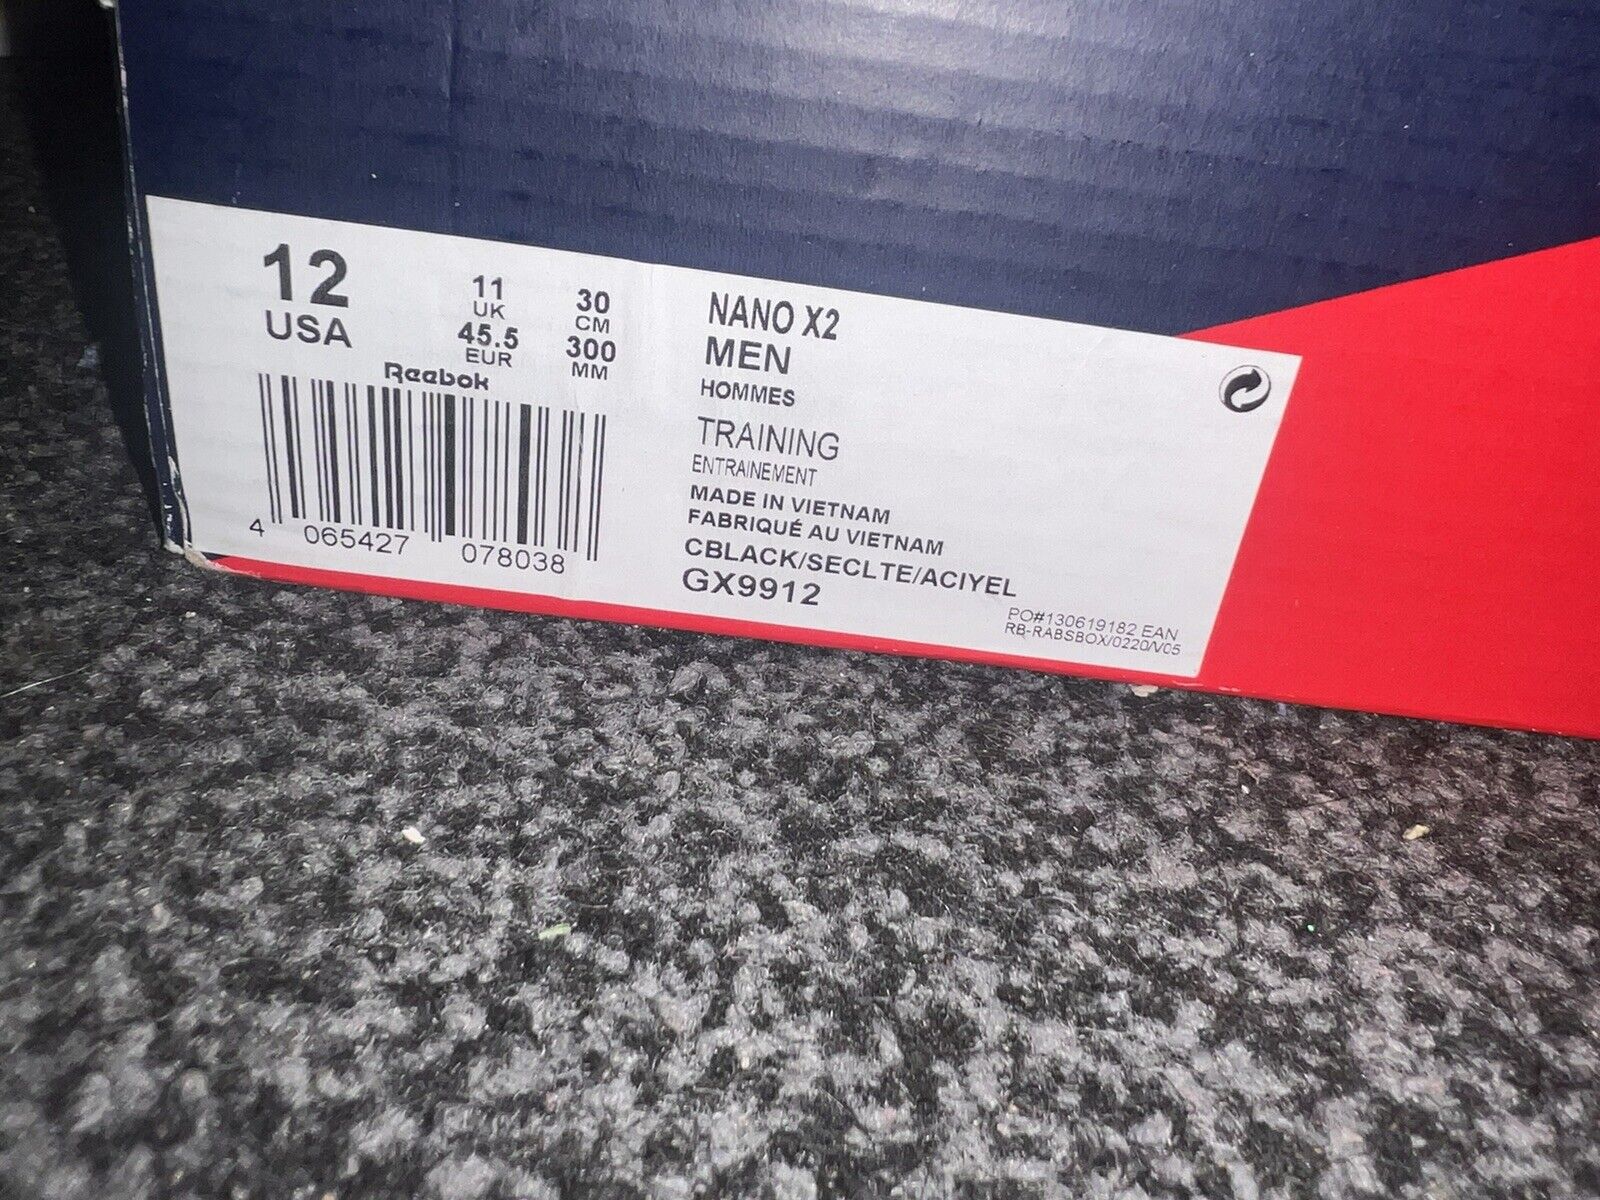 12
USA
11
UK
45.5
EUR
30
CM
300
MM
Reebok
4 065427 078038
NANO X2
MEN
HOMMES
TRAINING
ENTRAINEMENT
MADE IN VIETNAM
FABRIQUÉ AU VIETNAM
CBLACK/SECLTE/ACIYEL
GX9912
PO#130619182 EAN
RB-RABSBOX/0220/V05